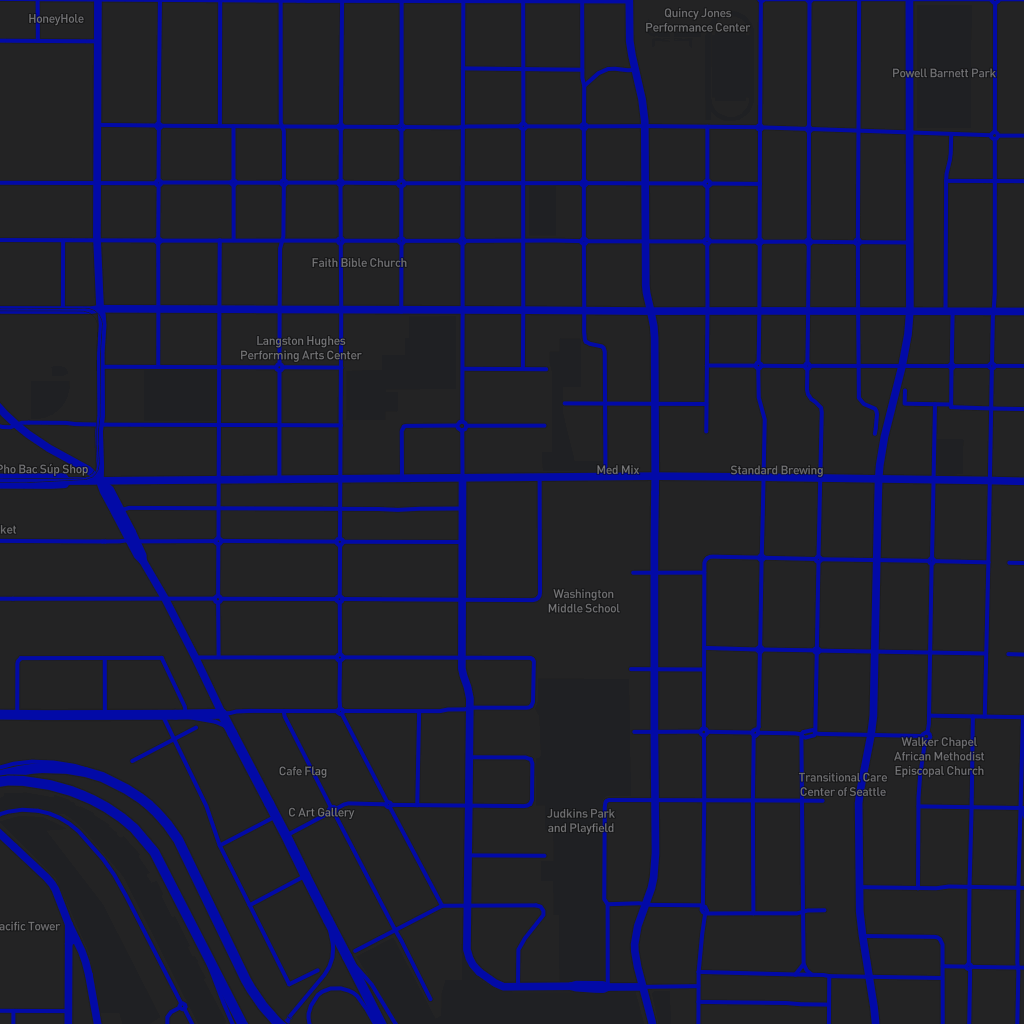 HoneyHole
Quincy Jones
Performance Center
Powell Barnett Park
Faith Bible Church
Langston Hughes
Performing Arts Center
Pho Bac Súp Shop
Med Mix
Standard Brewing
ket
Washington
Middle School
Walker Chapel
African Methodist
Episcopal Church
Cafe Flag
Transitional Care
Center of Seattle
C Art Gallery
Judkins Park
and Playfield
acific Tower